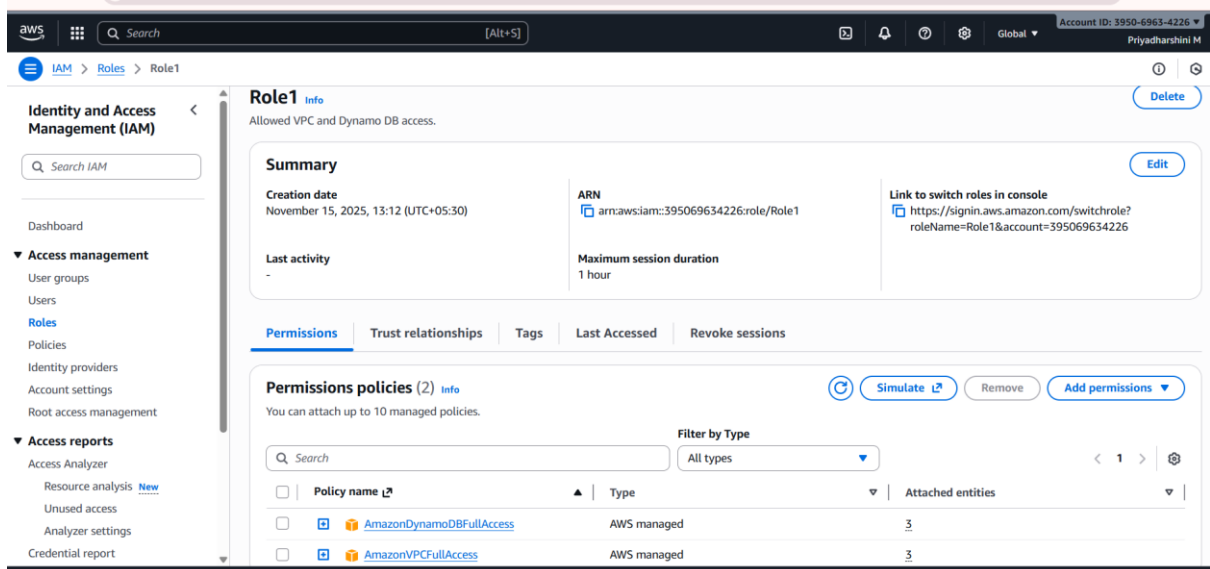 aws
Search
[Alt+S]
Global
Account ID: 3950-6963-4226
Priyadharshini M
IAM > Roles > Role1
Identity and Access
Management (IAM)
Search IAM
Dashboard
Access management
User groups
Users
Roles
Policies
Identity providers
Account settings
Root access management
Access reports
Access Analyzer
Resource analysis New
Unused access
Analyzer settings
Credential report
Role1 Info
Delete
Allowed VPC and Dynamo DB access.
Summary
Edit
Creation date
November 15, 2025, 13:12 (UTC+05:30)
ARN
arn:aws:iam::395069634226:role/Role1
Link to switch roles in console
https://signin.aws.amazon.com/switchrole?
roleName=Role1&account=395069634226
Last activity
-
Maximum session duration
1 hour
Permissions
Trust relationships
Tags
Last Accessed
Revoke sessions
Permissions policies (2) Info
Simulate
Remove
Add permissions
You can attach up to 10 managed policies.
Filter by Type
Search
All types
1
Policy name
Type
Attached entities
AmazonDynamoDBFullAccess
AWS managed
3
AmazonVPCFullAccess
AWS managed
3